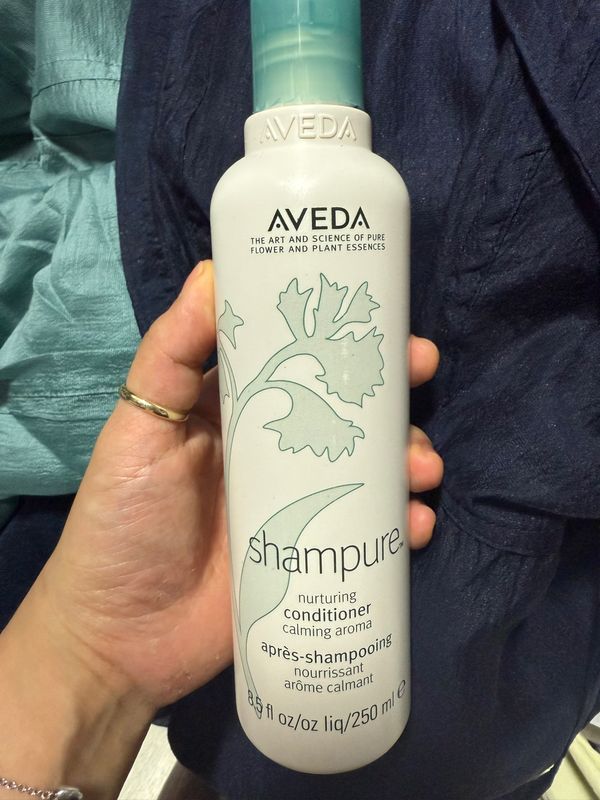 AVEDA
AVEDA
THE ART AND SCIENCE OF PURE
FLOWER AND PLANT ESSENCES
shampure™
nurturing
conditioner
calming aroma
après-shampooing
nourrissant
arôme calmant
8.5 fl oz/oz liq/250 ml ℮